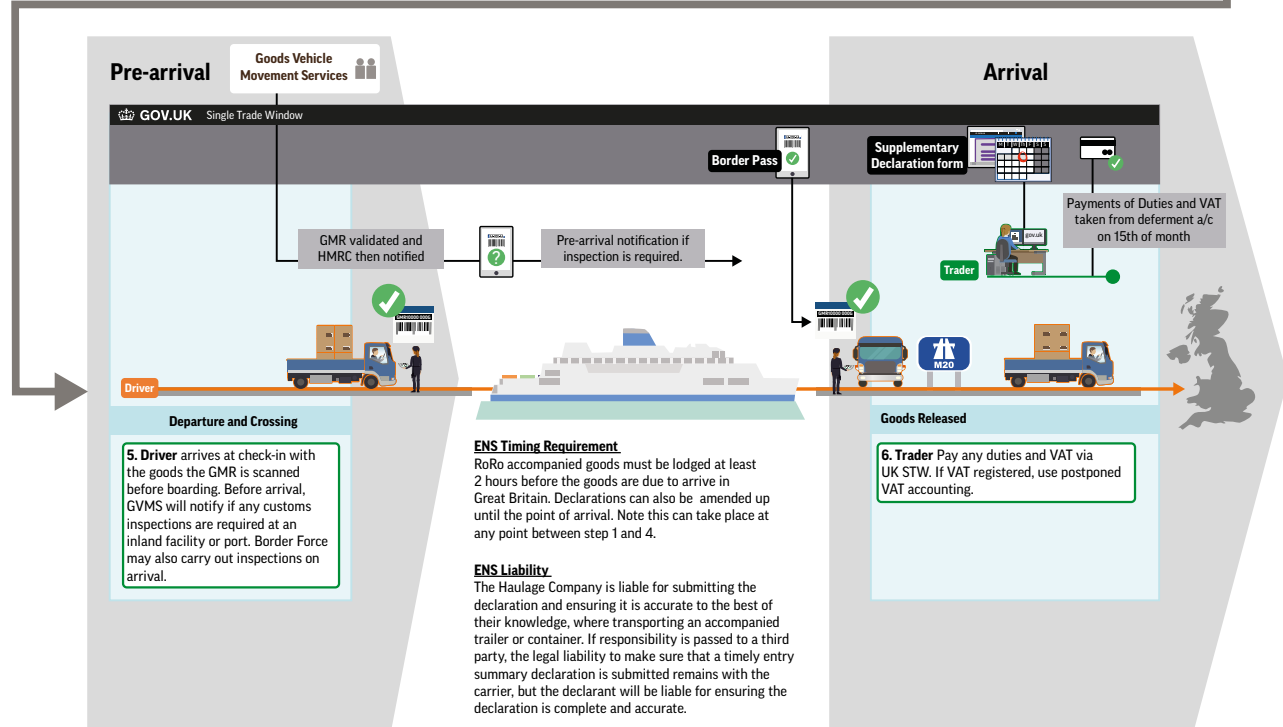 Pre-arrival
Goods Vehicle
Movement Services
Arrival
GOV.UK Single Trade Window
Border Pass
Supplementary
Declaration form
GMR validated and
HMRC then notified
Pre-arrival notification if
inspection is required.
Payments of Duties and VAT
taken from deferment a/c
on 15th of month
gov.uk
Trader
GMR10000 000E
GMR10000 000E
M20
Driver
Departure and Crossing
5. Driver arrives at check-in with
the goods the GMR is scanned
before boarding. Before arrival,
GVMS will notify if any customs
inspections are required at an
inland facility or port. Border Force
may also carry out inspections on
arrival.
ENS Timing Requirement
RoRo accompanied goods must be lodged at least
2 hours before the goods are due to arrive in
Great Britain. Declarations can also be  amended up
until the point of arrival. Note this can take place at
any point between step 1 and 4.
ENS Liability
The Haulage Company is liable for submitting the
declaration and ensuring it is accurate to the best of
their knowledge, where transporting an accompanied
trailer or container. If responsibility is passed to a third
party, the legal liability to make sure that a timely entry
summary declaration is submitted remains with the
carrier, but the declarant will be liable for ensuring the
declaration is complete and accurate.
Goods Released
6. Trader Pay any duties and VAT via
UK STW. If VAT registered, use postponed
VAT accounting.